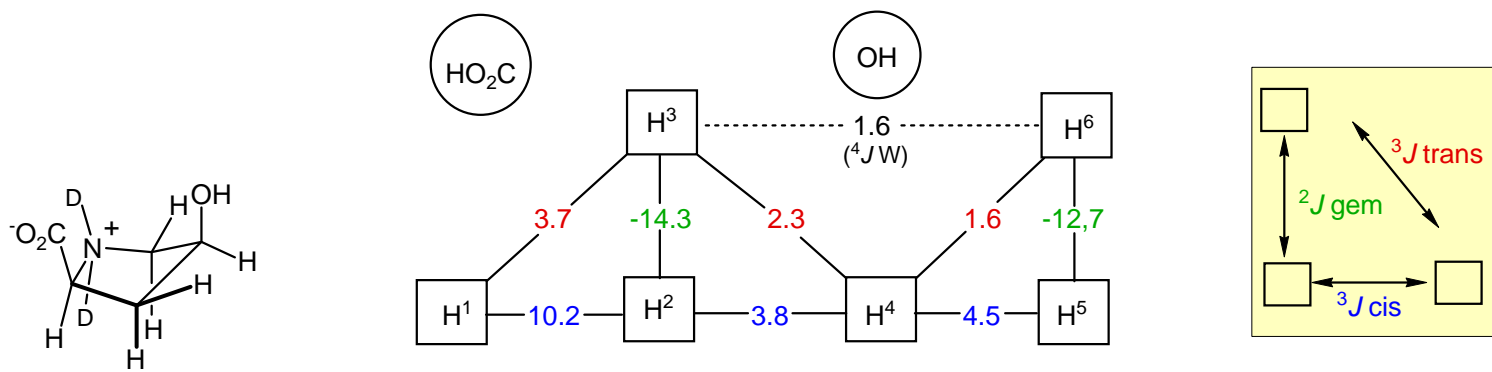 HO₂C
OH
H³
1.6
(⁴J W)
H⁶
3.7
-14.3
2.3
1.6
-12,7
H¹
10.2
H²
3.8
H⁴
4.5
H⁵
D
H
OH
⁻O₂C
N
+
H
H
D
H
H
H
³J trans
²J gem
³J cis